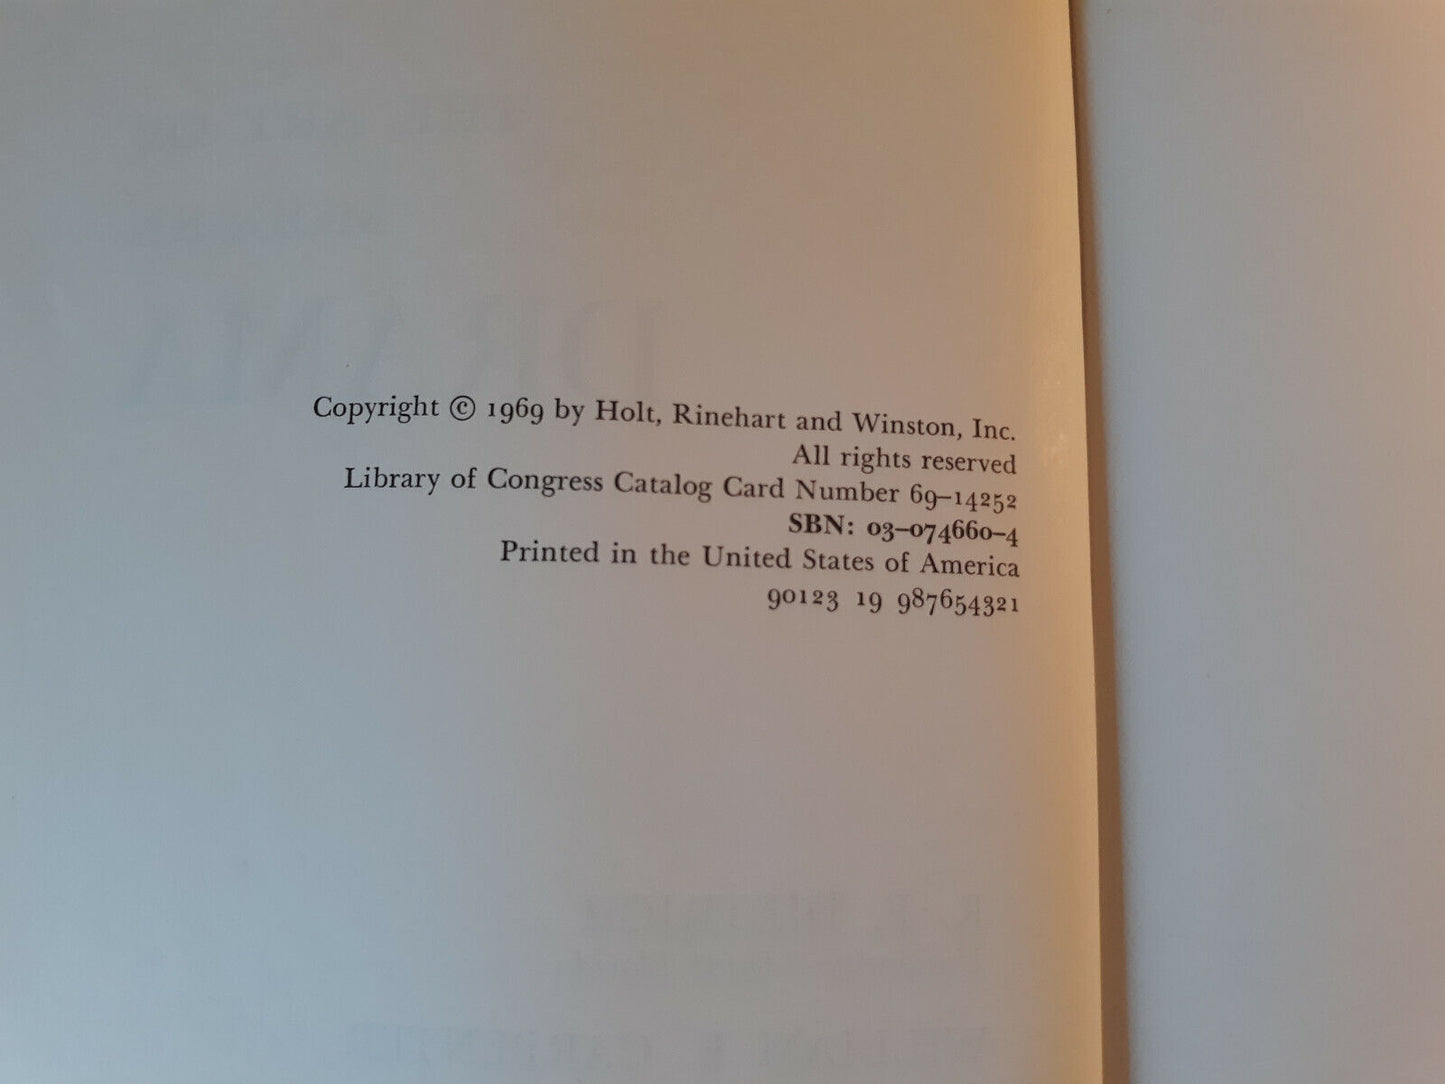 Copyright © 1969 by Holt, Rinehart and Winston, Inc.
All rights reserved
Library of Congress Catalog Card Number 69–14252
SBN: 03–074660–4
Printed in the United States of America
90123 19 987654321